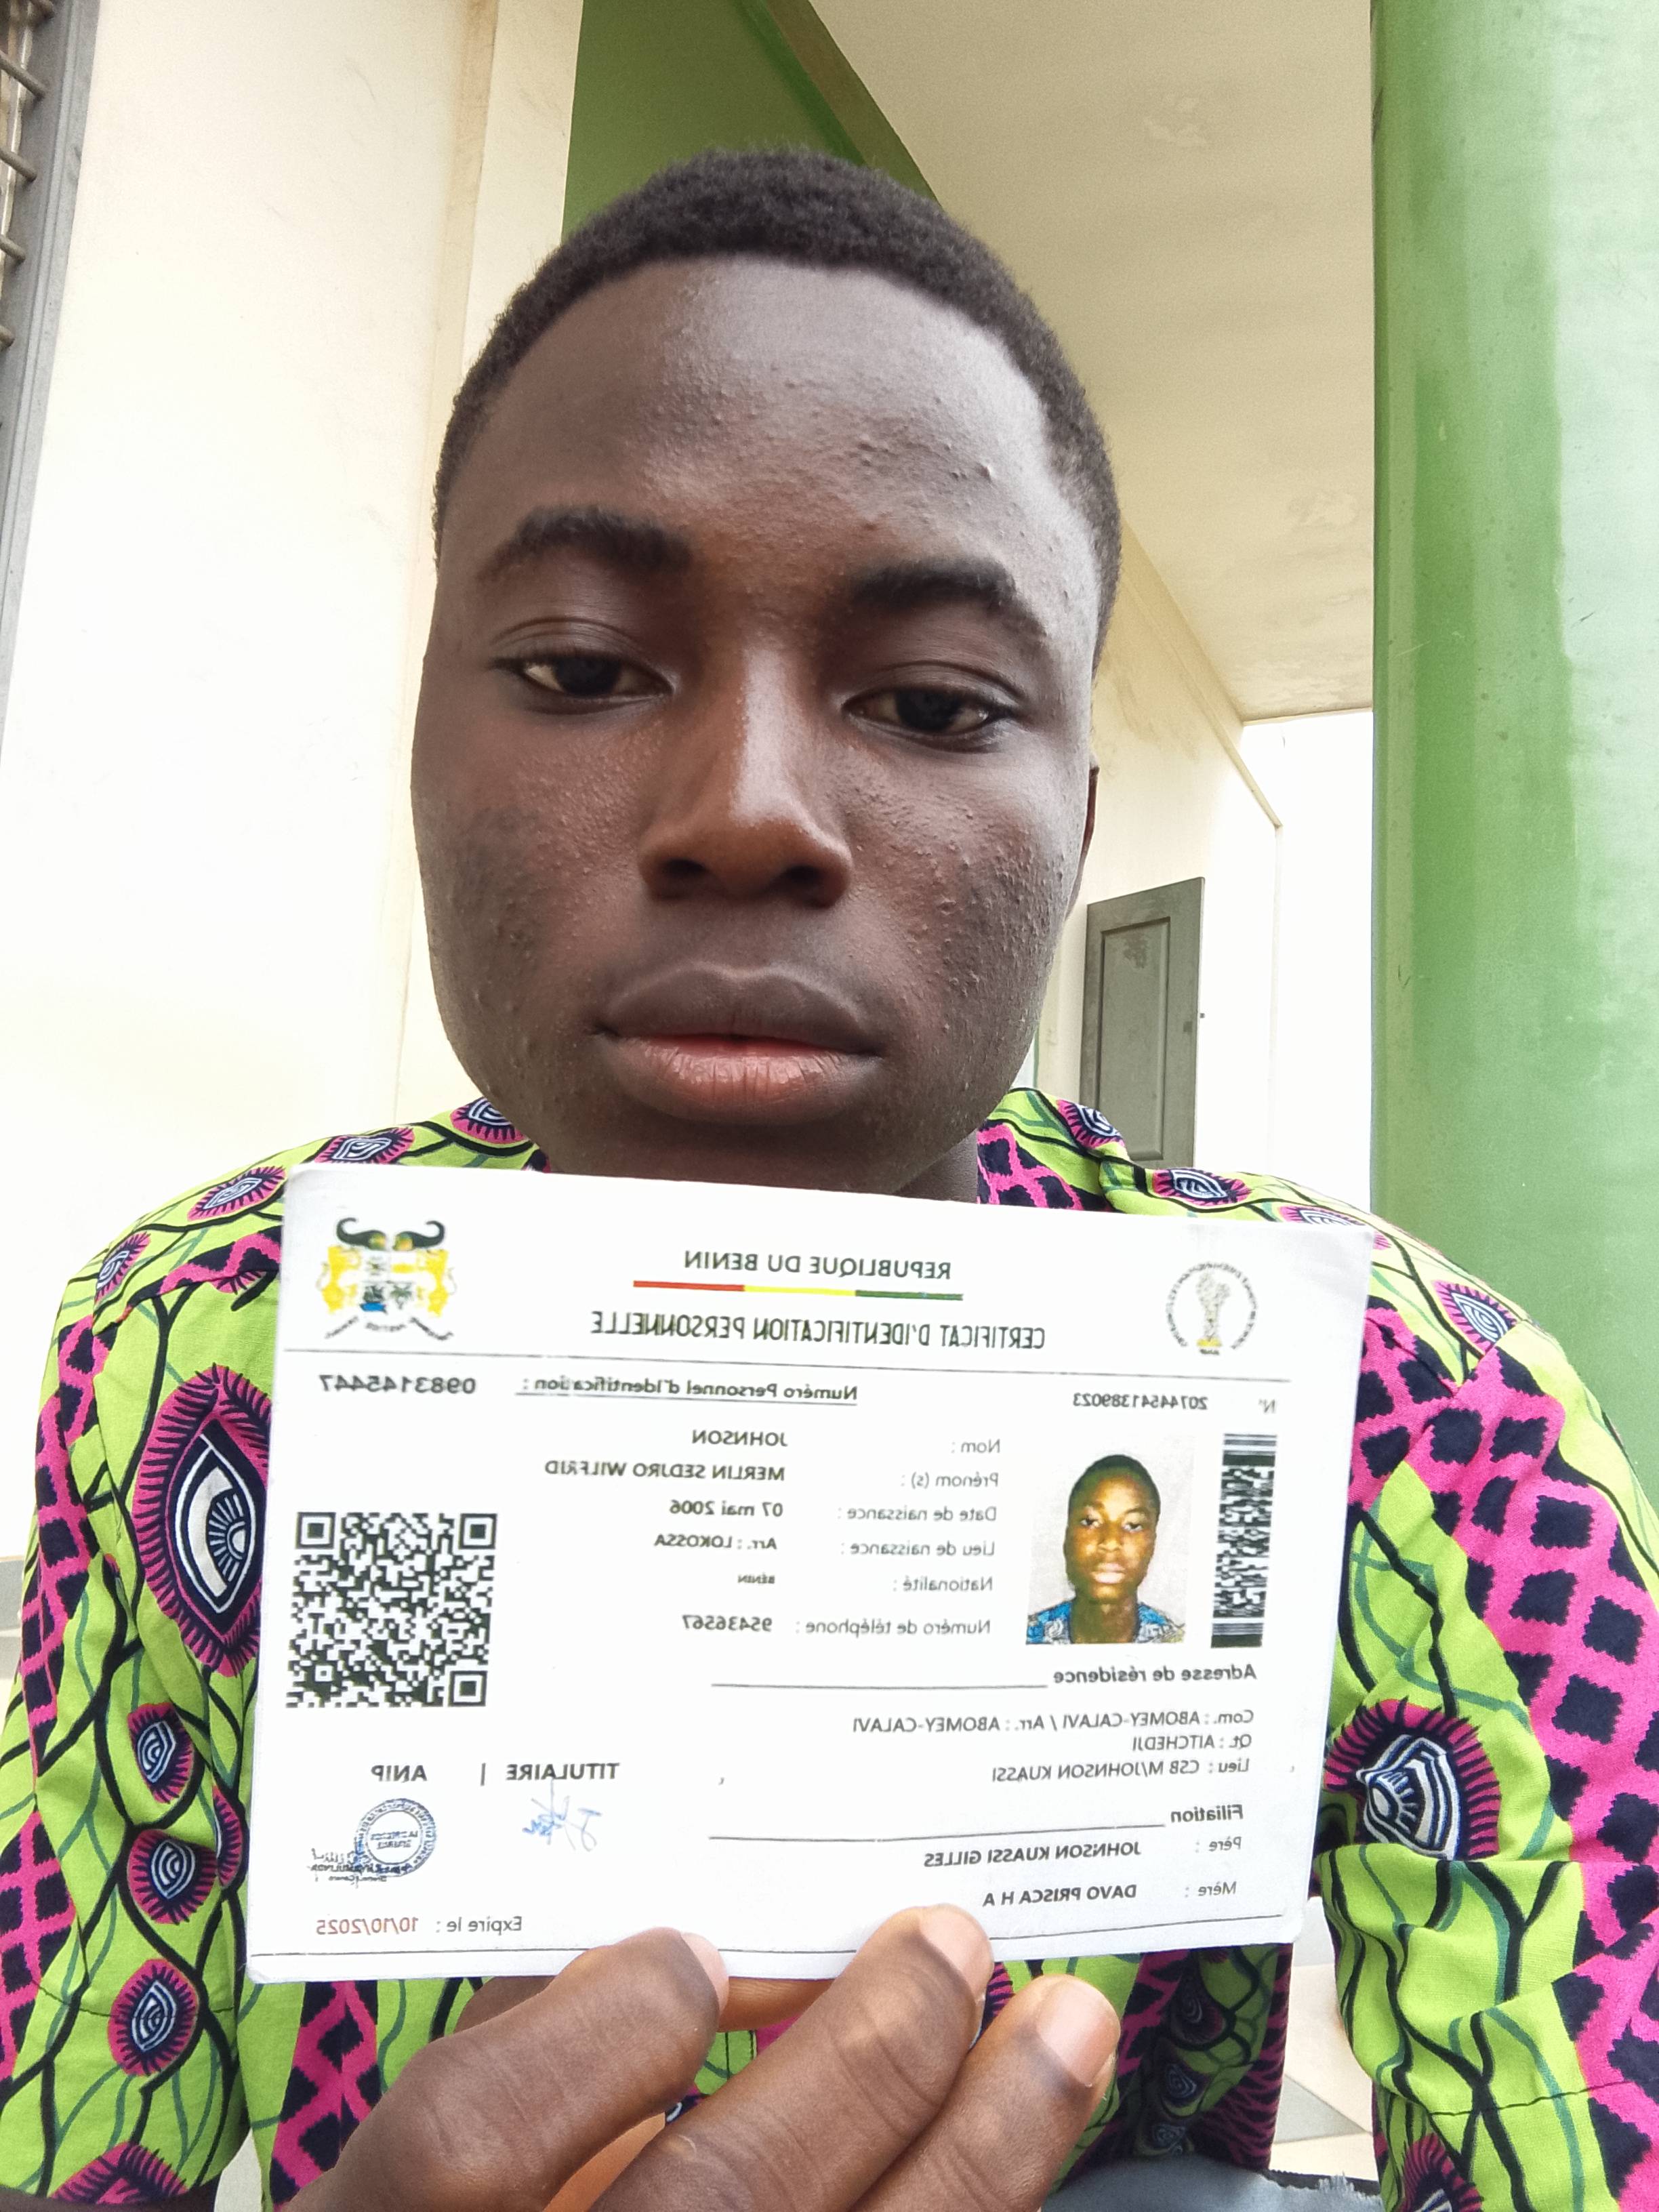 REPUBLIQUE DU BENIN
CERTIFICAT D'IDENTIFICATION PERSONNELLE
N° 20744541389023
Numéro Personnel d'Identification : 0983145447
Nom : JOHNSON
Prénom (s) : MERLIN SEDJRO WILFRID
Date de naissance : 07 mai 2006
Lieu de naissance : Arr. : LOKOSSA
Nationalité : BÉNIN
Numéro de téléphone : 95436567
Adresse de résidence
Com. : ABOMEY-CALAVI / Arr. : ABOMEY-CALAVI
Qt. : AITCHEDJI
Lieu : CSB M/JOHNSON KUASSI
Filiation
Père : JOHNSON KUASSI GILLES
Mère : DAVO PRISCA H A
TITULAIRE | ANIP
Expire le : 10/10/2025